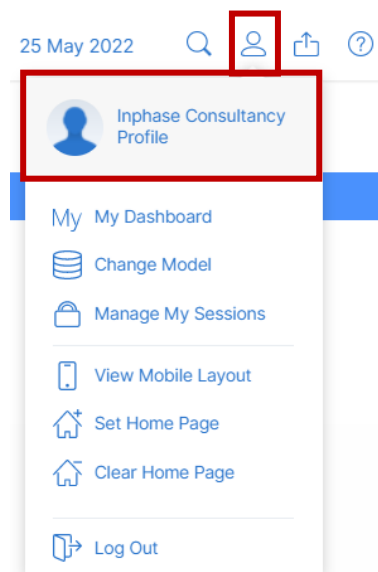 25 May 2022
?
Inphase Consultancy
Profile
My My Dashboard
Change Model
Manage My Sessions
View Mobile Layout
Set Home Page
Clear Home Page
Log Out